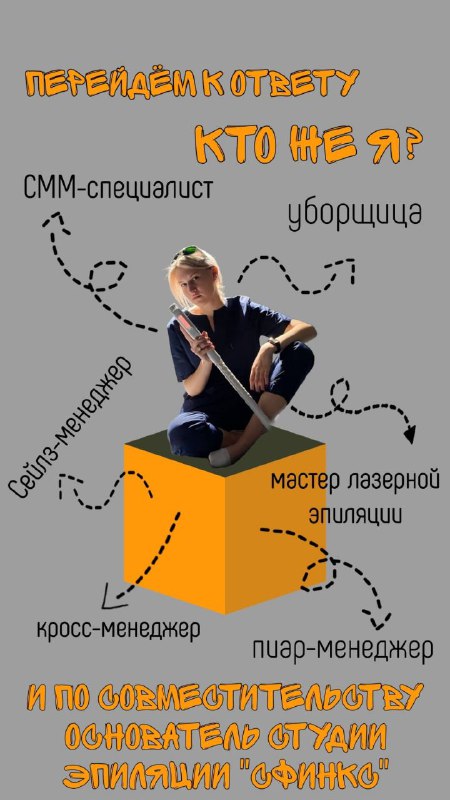 ПЕРЕЙДЁМ К ОТВЕТУ
КТО ЖЕ Я?
СММ-специалист
уборщица
Сейлз-менеджер
мастер лазерной
эпиляции
кросс-менеджер
пиар-менеджер
И ПО СОВМЕСТИТЕЛЬСТВУ
ОСНОВАТЕЛЬ СТУДИИ
ЭПИЛЯЦИИ "СФИНКС"